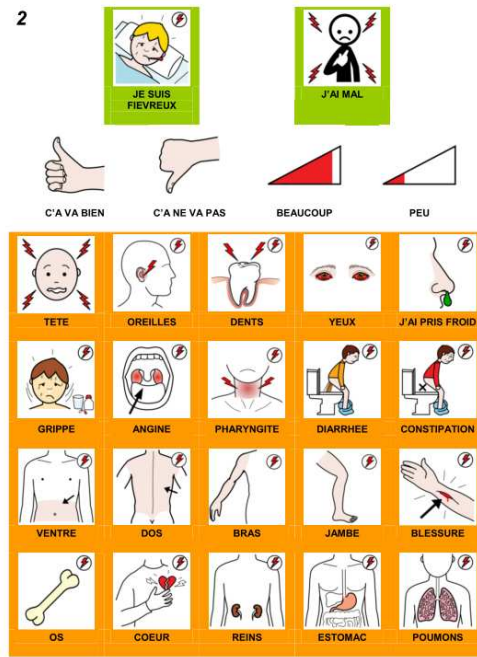 2
JE SUIS
FIEVREUX
J'AI MAL
C'A VA BIEN
C'A NE VA PAS
BEAUCOUP
PEU
TETE
OREILLES
DENTS
YEUX
J'AI PRIS FROID
GRIPPE
ANGINE
PHARYNGITE
DIARRHEE
CONSTIPATION
VENTRE
DOS
BRAS
JAMBE
BLESSURE
OS
COEUR
REINS
ESTOMAC
POUMONS